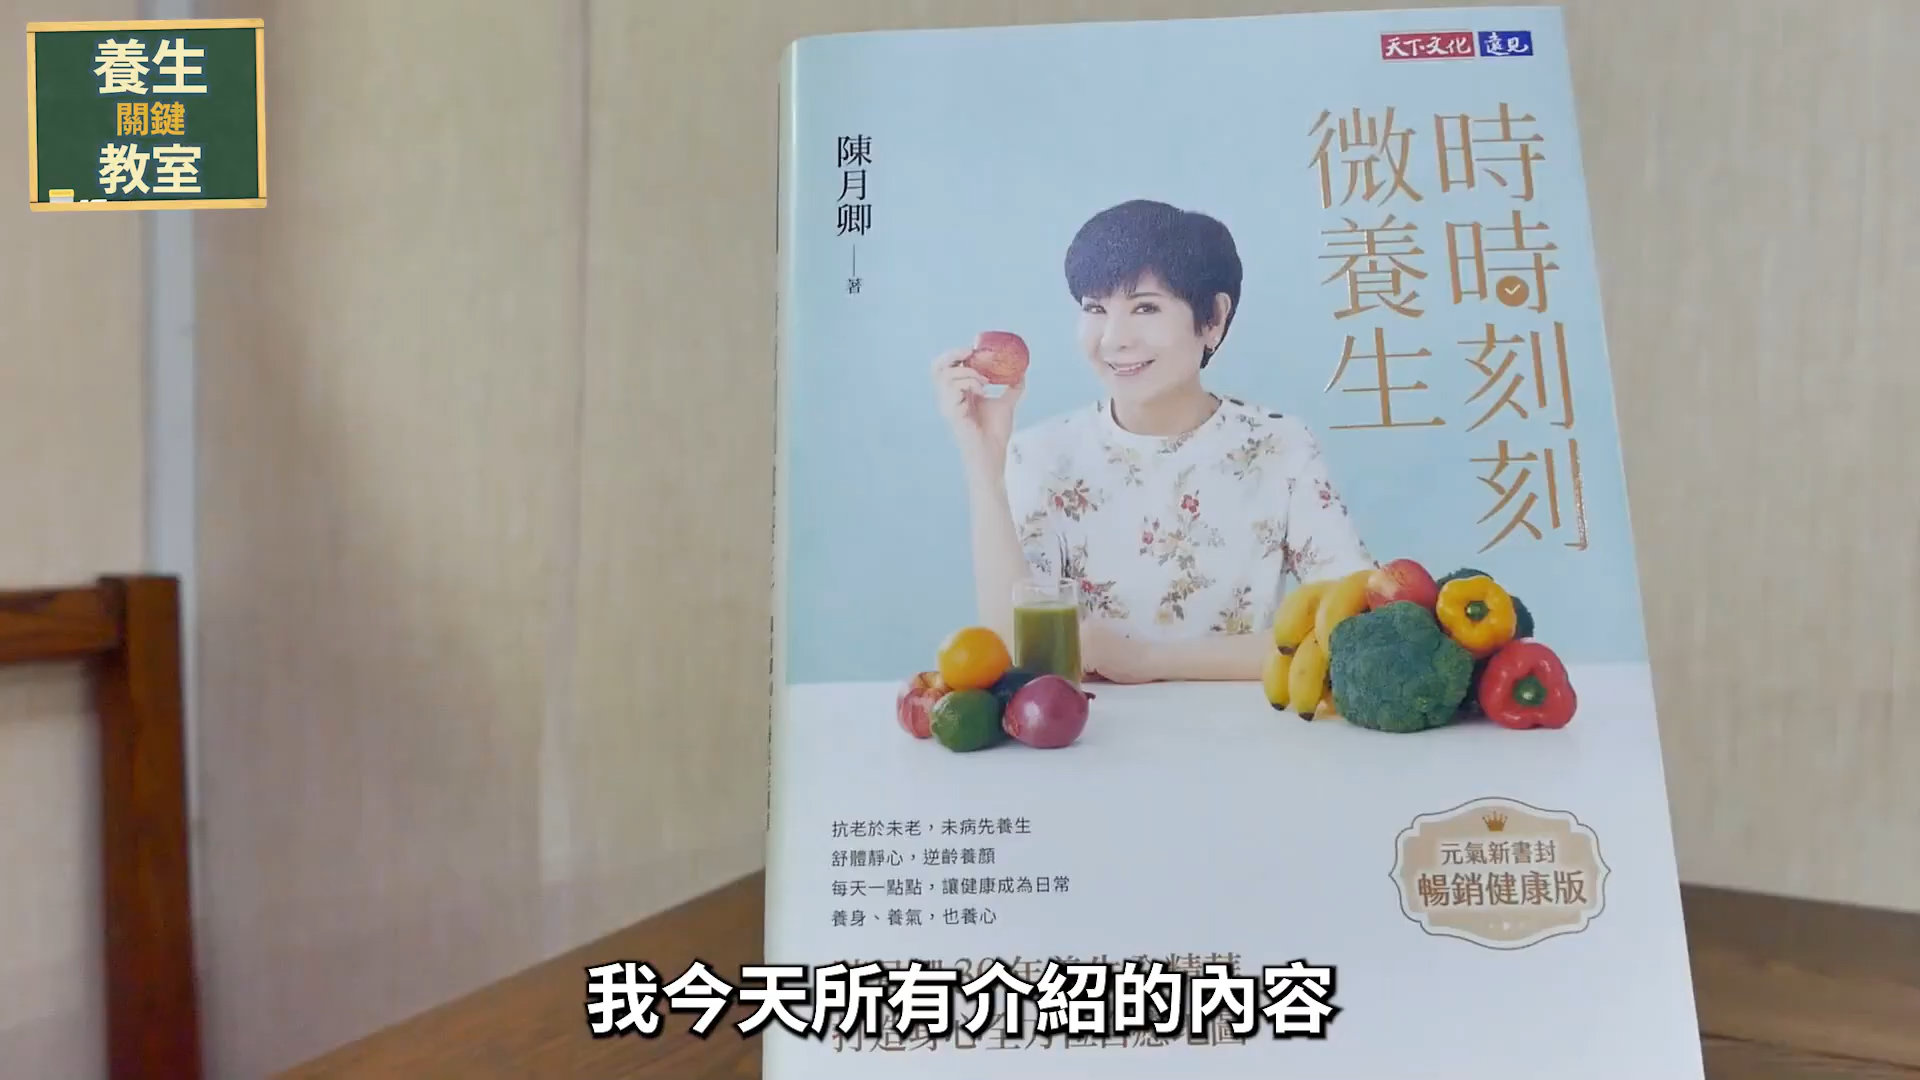 養生
關鍵
教室
天下文化
遠見
時時刻刻
微養生
陳月卿
著
抗老於未老，未病先養生
舒體靜心，逆齡養顏
每天一點點，讓健康成為日常
養身、養氣，也養心
元氣新書封
暢銷健康版
我今天所有介紹的內容